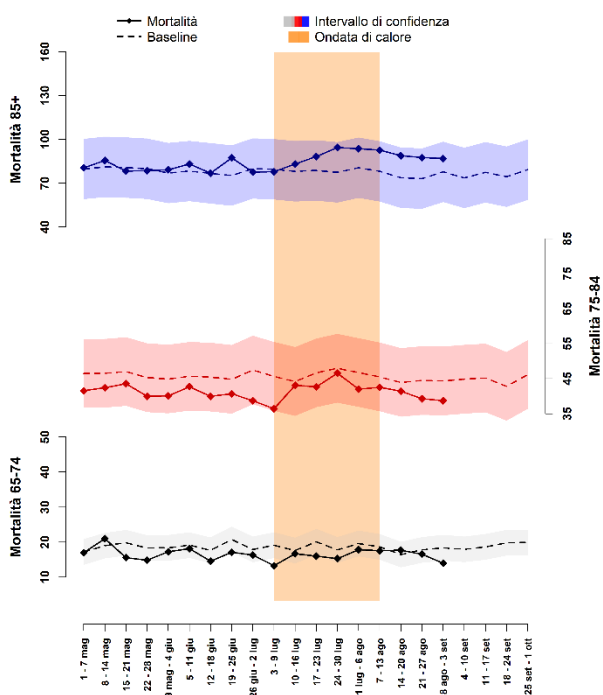 Mortalità
Baseline
Intervallo di confidenza
Ondata di calore
Mortalità 85+
160
130
100
70
40
Mortalità 75-84
85
75
65
55
45
35
Mortalità 65-74
50
40
30
20
10
1 - 7 mag
8 - 14 mag
15 - 21 mag
22 - 28 mag
9 mag - 4 giu
5 - 11 giu
12 - 18 giu
19 - 25 giu
26 giu - 2 lug
3 - 9 lug
10 - 16 lug
17 - 23 lug
24 - 30 lug
1 lug - 6 ago
7 - 13 ago
14 - 20 ago
21 - 27 ago
8 ago - 3 set
4 - 10 set
11 - 17 set
18 - 24 set
25 set - 1 ott